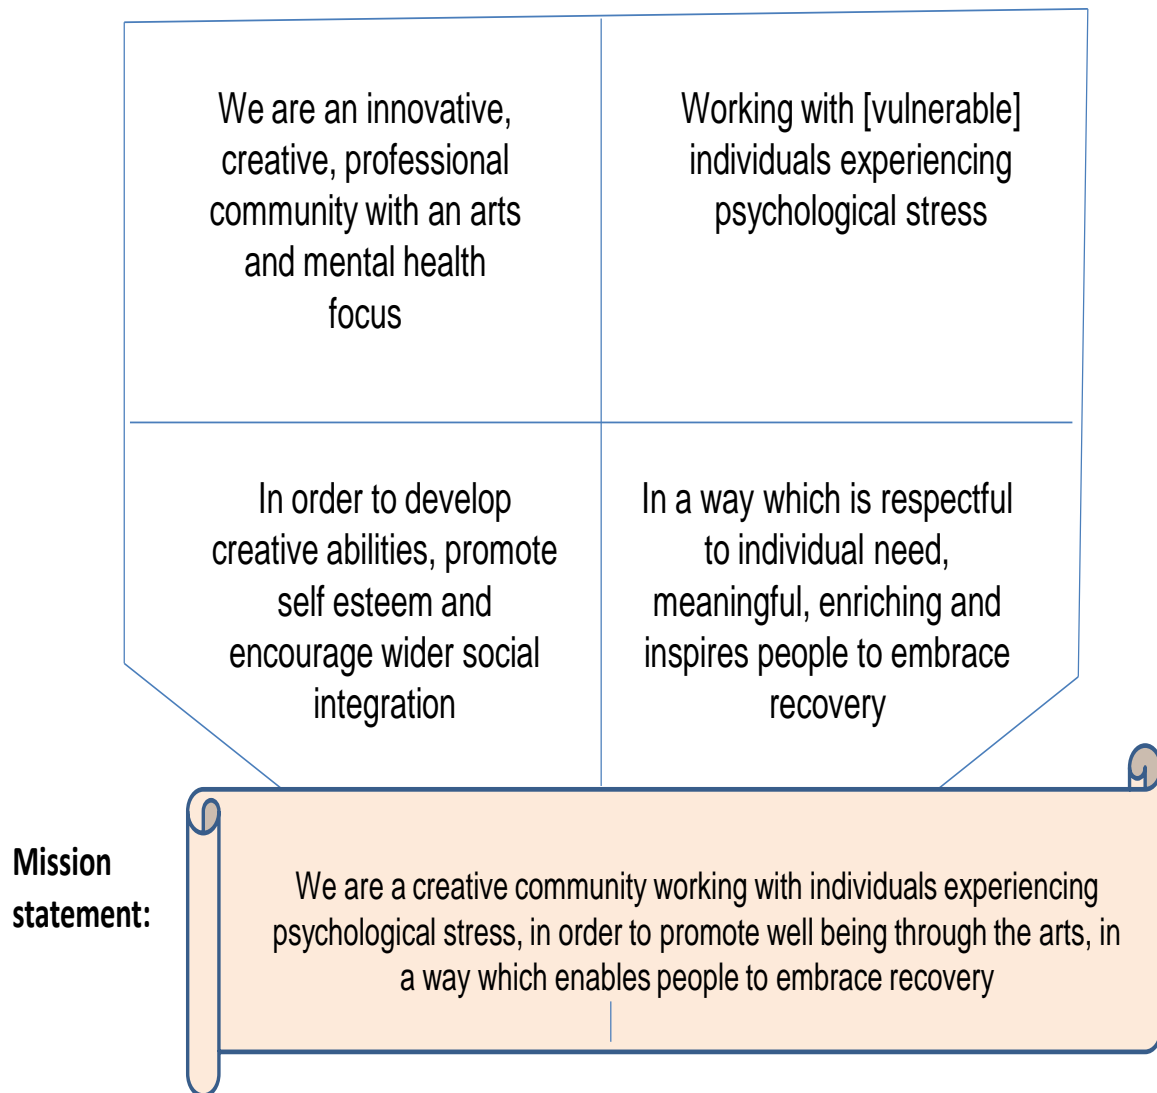 We are an innovative,
creative, professional
community with an arts
and mental health
focus
Working with [vulnerable]
individuals experiencing
psychological stress
In order to develop
creative abilities, promote
self esteem and
encourage wider social
integration
In a way which is respectful
to individual need,
meaningful, enriching and
inspires people to embrace
recovery
Mission
statement:
We are a creative community working with individuals experiencing
psychological stress, in order to promote well being through the arts, in
a way which enables people to embrace recovery